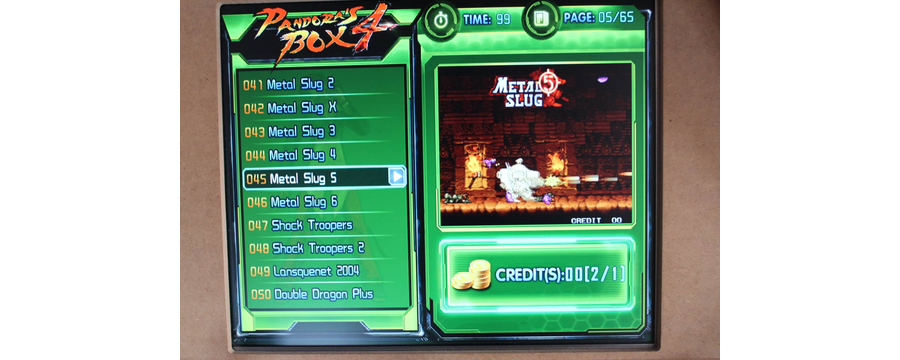 PANDORA'S BOX 4
TIME: 99
PAGE: 05/65
041 Metal Slug 2
042 Metal Slug X
043 Metal Slug 3
044 Metal Slug 4
045 Metal Slug 5
046 Metal Slug 6
047 Shock Troopers
048 Shock Troopers 2
049 Lansquenet 2004
050 Double Dragon Plus
METAL 5
SLUG
CREDIT 00
CREDIT(S):00[2/1]